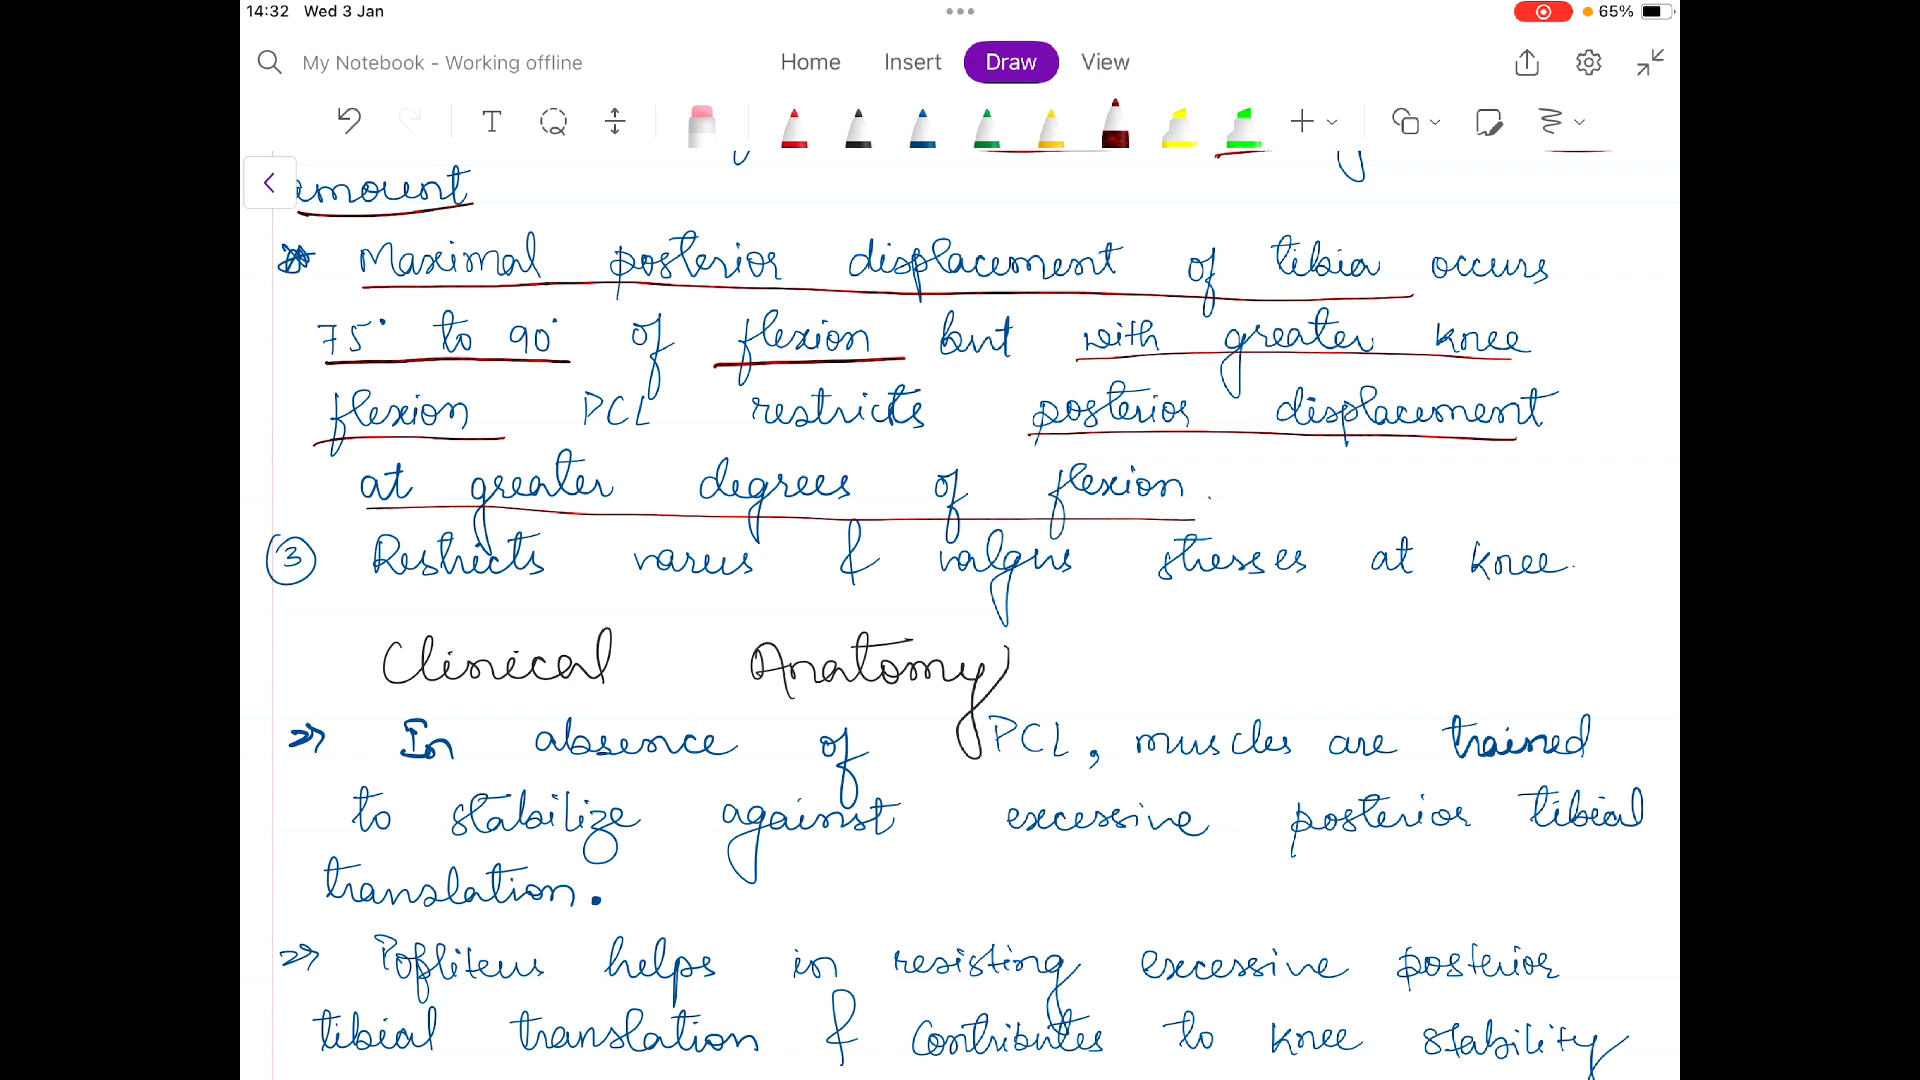 14:32 Wed 3 Jan
65%
My Notebook - Working offline
Home Insert Draw View
amount
Maximal posterior displacement of tibia occurs
75° to 90° of flexion but with greater knee
flexion PCL restricts posterior displacement
at greater degrees of flexion.
③ Restricts varus & valgus stresses at knee.
Clinical Anatomy
In absence of PCL, muscles are trained
to stabilize against excessive posterior tibial
translation.
Popliteus helps in resisting excessive posterior
tibial translation & contributes to knee stability